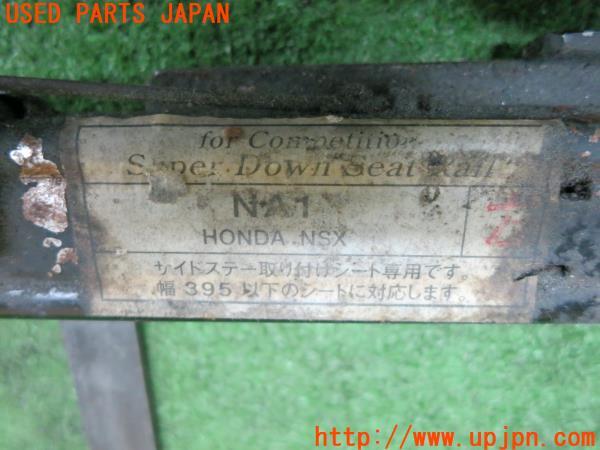 USED PARTS JAPAN
for Competition
Super Down Seat Rail
NA1
HONDA NSX
サイドステー取り付けシート専用です。
幅 395 以下のシートに対応します。
http://www.upjpn.com/